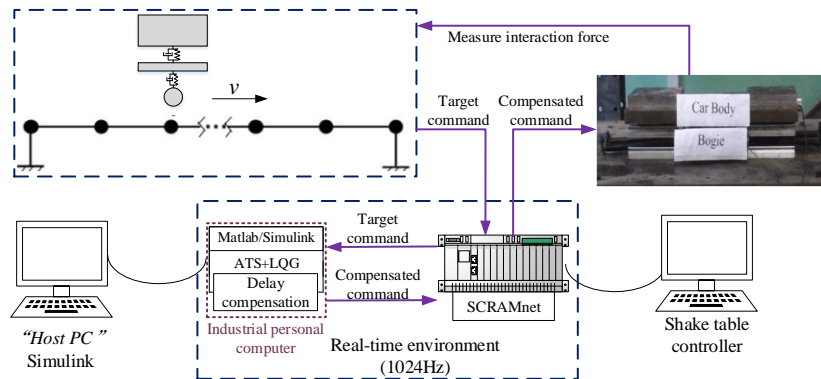 Measure interaction force
v
Target
command
Compensated
command
Car Body
Bogie
Matlab/Simulink
ATS+LQG
Delay
compensation
Target
command
Compensated
command
SCRAMnet
Industrial personal
computer
Real-time environment
(1024Hz)
“Host PC”
Simulink
Shake table
controller